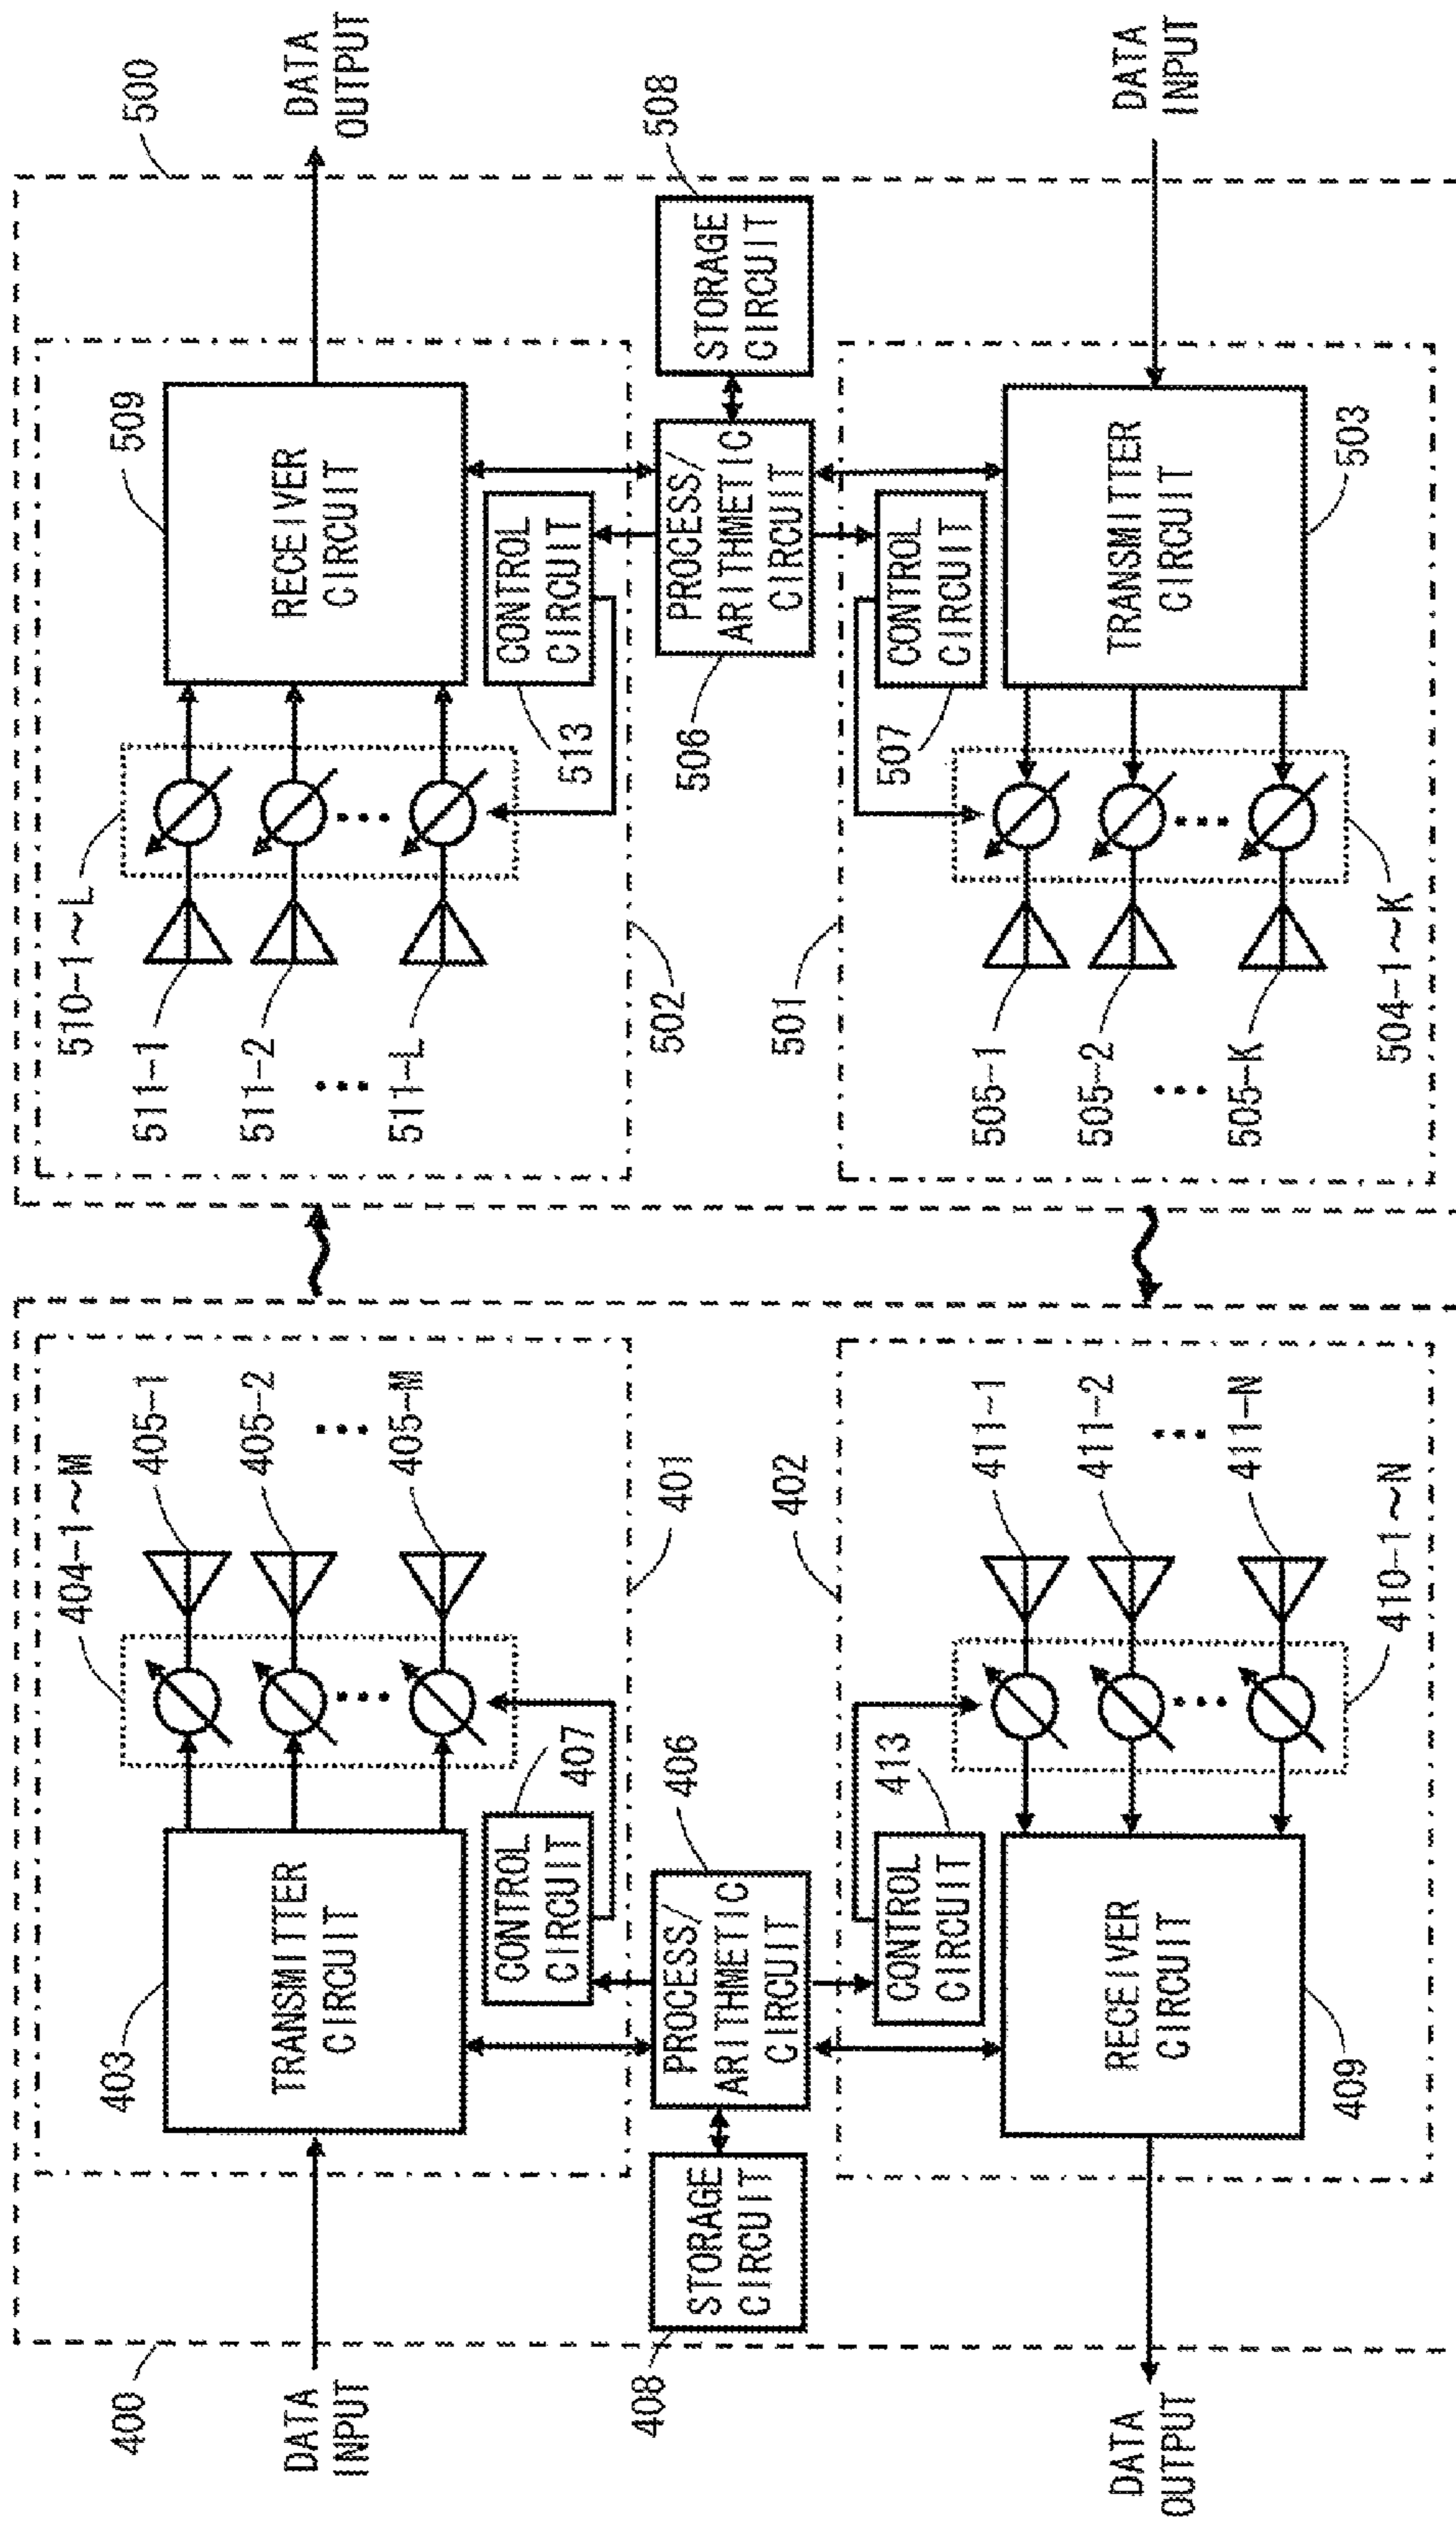 400
DATA
INPUT
403
TRANSMITTER
CIRCUIT
404-1~M
405-1
405-2
405-M
CONTROL
CIRCUIT
407
401
408
STORAGE
CIRCUIT
PROCESS/
ARITHMETIC
CIRCUIT
406
402
CONTROL
CIRCUIT
413
411-1
411-2
411-N
410-1~N
RECEIVER
CIRCUIT
409
DATA
OUTPUT
500
DATA
OUTPUT
509
RECEIVER
CIRCUIT
510-1~L
511-1
511-2
511-L
CONTROL
CIRCUIT
513
502
508
STORAGE
CIRCUIT
PROCESS/
ARITHMETIC
CIRCUIT
506
501
CONTROL
CIRCUIT
507
505-1
505-2
505-K
504-1~K
TRANSMITTER
CIRCUIT
503
DATA
INPUT